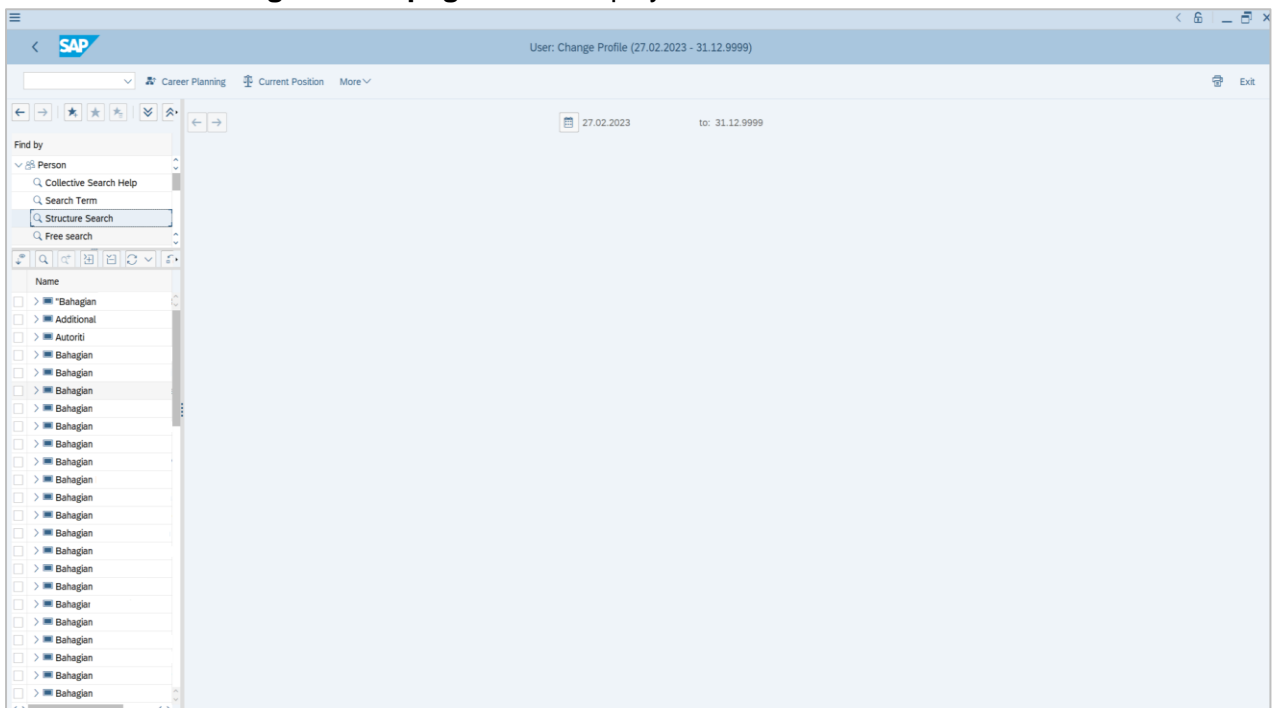 SAP
User: Change Profile (27.02.2023 - 31.12.9999)
Career Planning Current Position More Exit
27.02.2023 to: 31.12.9999
Find by
Person
Collective Search Help
Search Term
Structure Search
Free search
Name
"Bahagian
Additional
Autoriti
Bahagian
Bahagian
Bahagian
Bahagian
Bahagian
Bahagian
Bahagian
Bahagian
Bahagian
Bahagian
Bahagian
Bahagian
Bahagian
Bahagian
Bahagiar
Bahagian
Bahagian
Bahagian
Bahagian
Bahagian